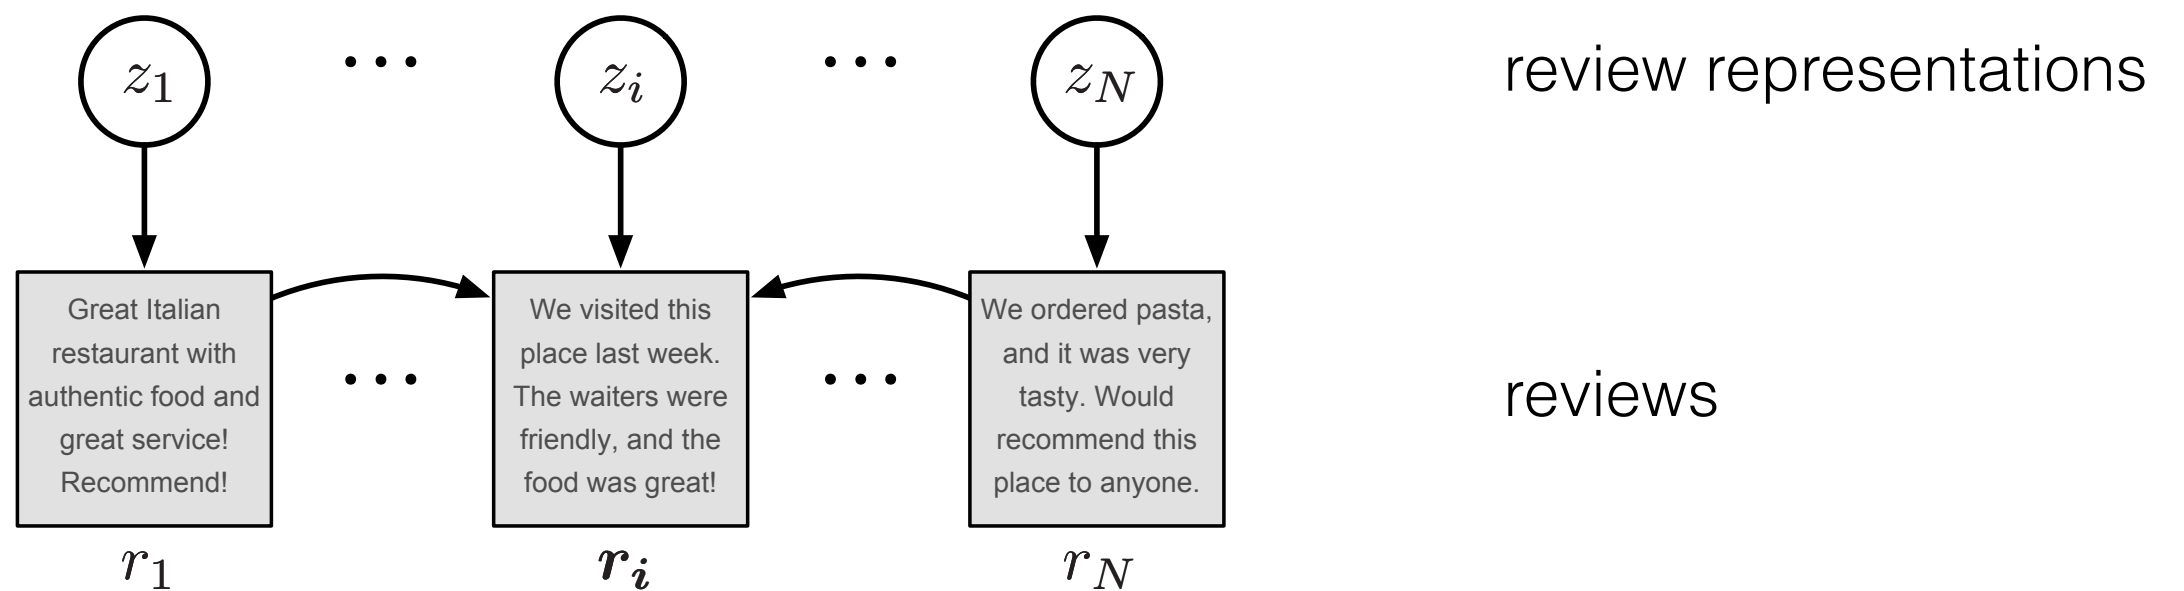 z₁ ... zᵢ ... z_N review representations
Great Italian
restaurant with
authentic food and
great service!
Recommend!
...
We visited this
place last week.
The waiters were
friendly, and the
food was great!
...
We ordered pasta,
and it was very
tasty. Would
recommend this
place to anyone.
reviews
r₁ rᵢ r_N